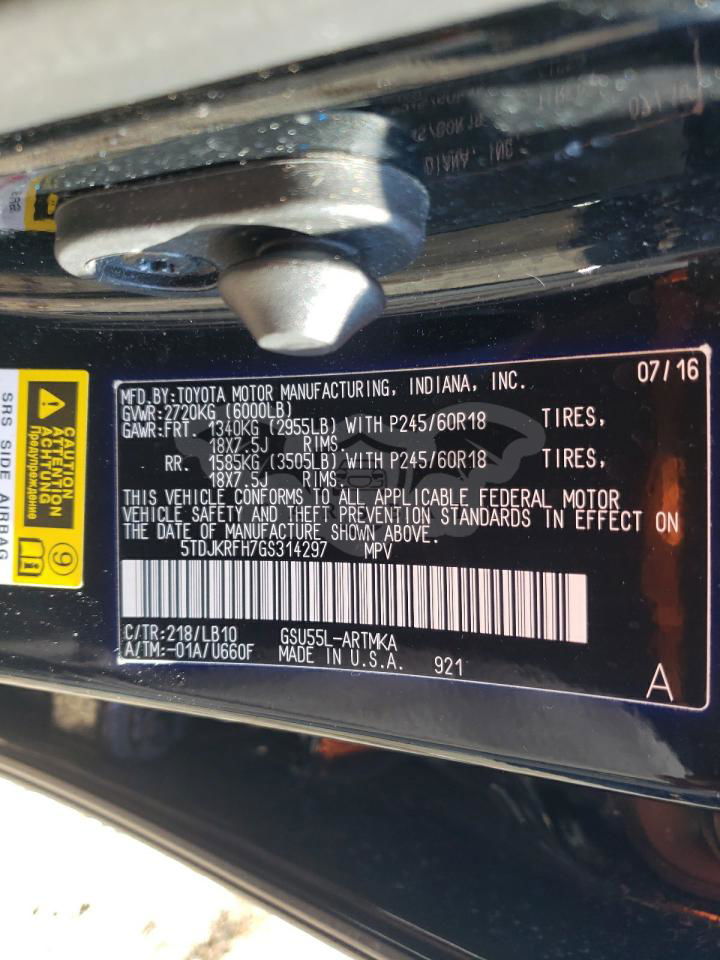 MFD.BY:TOYOTA MOTOR MANUFACTURING, INDIANA, INC. 07/16
GVWR:2720KG (6000LB)
GAWR:FRT. 1340KG (2955LB) WITH P245/60R18 TIRES,
18X7.5J RIMS.
RR. 1585KG (3505LB) WITH P245/60R18 TIRES,
18X7.5J RIMS.
THIS VEHICLE CONFORMS TO ALL APPLICABLE FEDERAL MOTOR
VEHICLE SAFETY AND THEFT PREVENTION STANDARDS IN EFFECT ON
THE DATE OF MANUFACTURE SHOWN ABOVE.
5TDJKRFH7GS314297 MPV
C/TR:218/LB10 GSU55L-ARTMKA
A/TM:-01A/U660F MADE IN U.S.A. 921
A
CAUTION
ATTENTION
ACHTUNG
Предупреждение
9
SRS SIDE AIRBAG